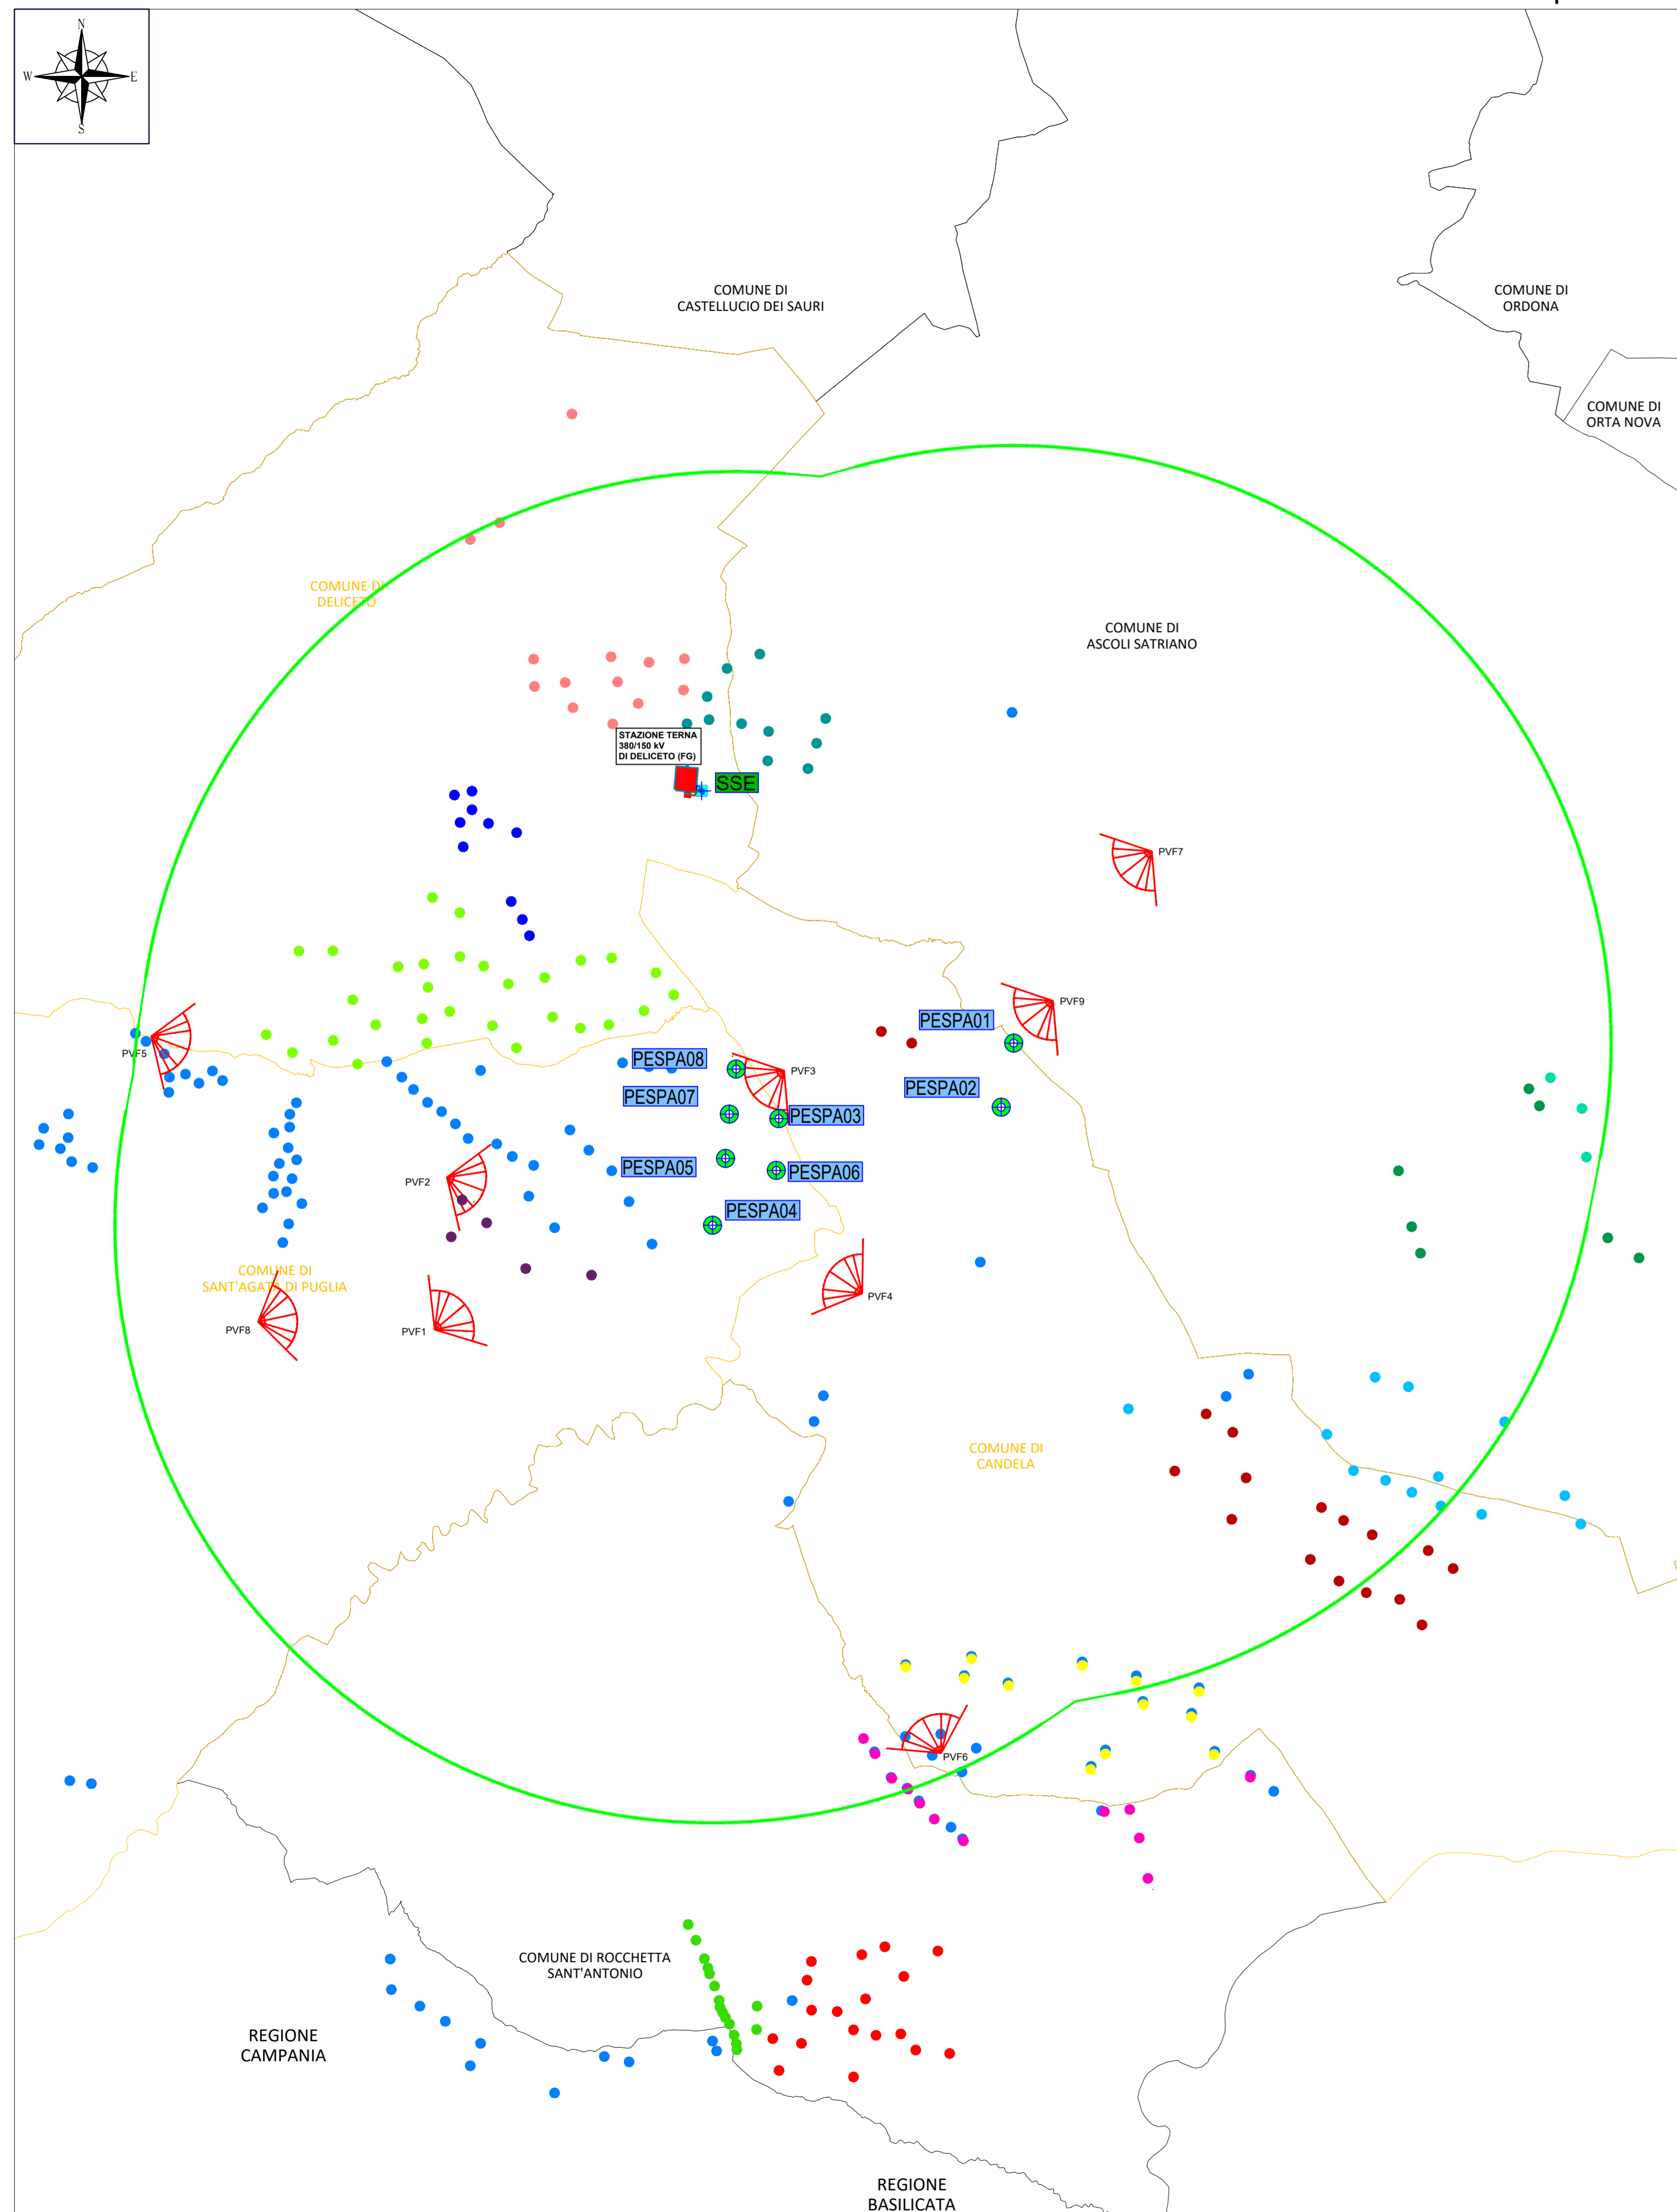 N
W
E
S
COMUNE DI
CASTELLUCIO DEI SAURI
COMUNE DI
ORDONA
COMUNE DI
ORTA NOVA
COMUNE DI
DELICETO
COMUNE DI
ASCOLI SATRIANO
STAZIONE TERNA
380/150 kV
DI DELICETO (FG)
SSE
PVF7
PVF9
PESPA01
PVF5
PESPA08
PVF3
PESPA02
PESPA07
PESPA03
PESPA05
PESPA06
PVF2
PESPA04
COMUNE DI
SANT'AGATA DI PUGLIA
PVF4
PVF8
PVF1
COMUNE DI
CANDELA
PVF6
COMUNE DI ROCCHETTA
SANT'ANTONIO
REGIONE
CAMPANIA
REGIONE
BASILICATA